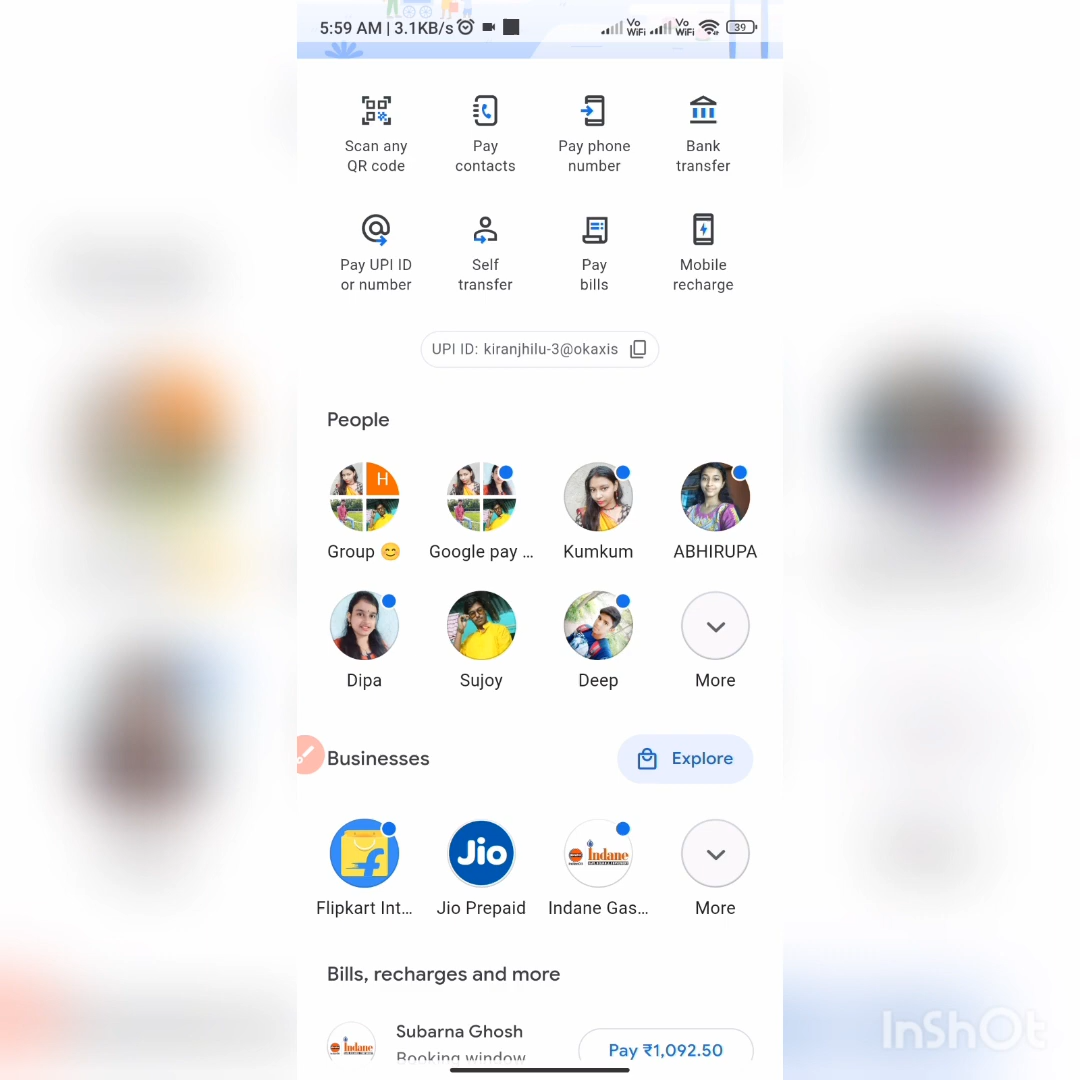 5:59 AM | 3.1KB/s
Vo WiFi Vo WiFi 39
Scan any QR code
Pay contacts
Pay phone number
Bank transfer
Pay UPI ID or number
Self transfer
Pay bills
Mobile recharge
UPI ID: kiranjhilu-3@okaxis
People
H
Group 😊
Google pay ...
Kumkum
ABHIRUPA
Dipa
Sujoy
Deep
More
Businesses
Explore
Jio
Indane
Flipkart Int...
Jio Prepaid
Indane Gas...
More
Bills, recharges and more
Indane
Subarna Ghosh
Booking window
Pay ₹1,092.50
InShOt